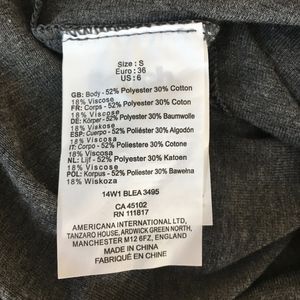 Size : S
Euro : 36
US : 6
GB: Body - 52% Polyester 30% Cotton
18% Viscose
FR: Corps - 52% Polyester 30% Coton
18% Viscose
DE: Körper - 52% Polyester 30% Baumwolle
18% Viskose
ESP: Cuerpo - 52% Poliéster 30% Algodón
18% Viscosa
IT: Corpo - 52% Poliestere 30% Cotone
18% Viscosa
NL: Lijf - 52% Polyester 30% Katoen
18% Viscose
POL: Korpus - 52% Poliester 30% Bawełna
18% Wiskoza
14W1 BLEA 3495
CA 45102
RN 111817
AMERICANA INTERNATIONAL LTD,
TANZARO HOUSE, ARDWICK GREEN NORTH,
MANCHESTER M12 6FZ, ENGLAND
MADE IN CHINA
FABRIQUÉ EN CHINE